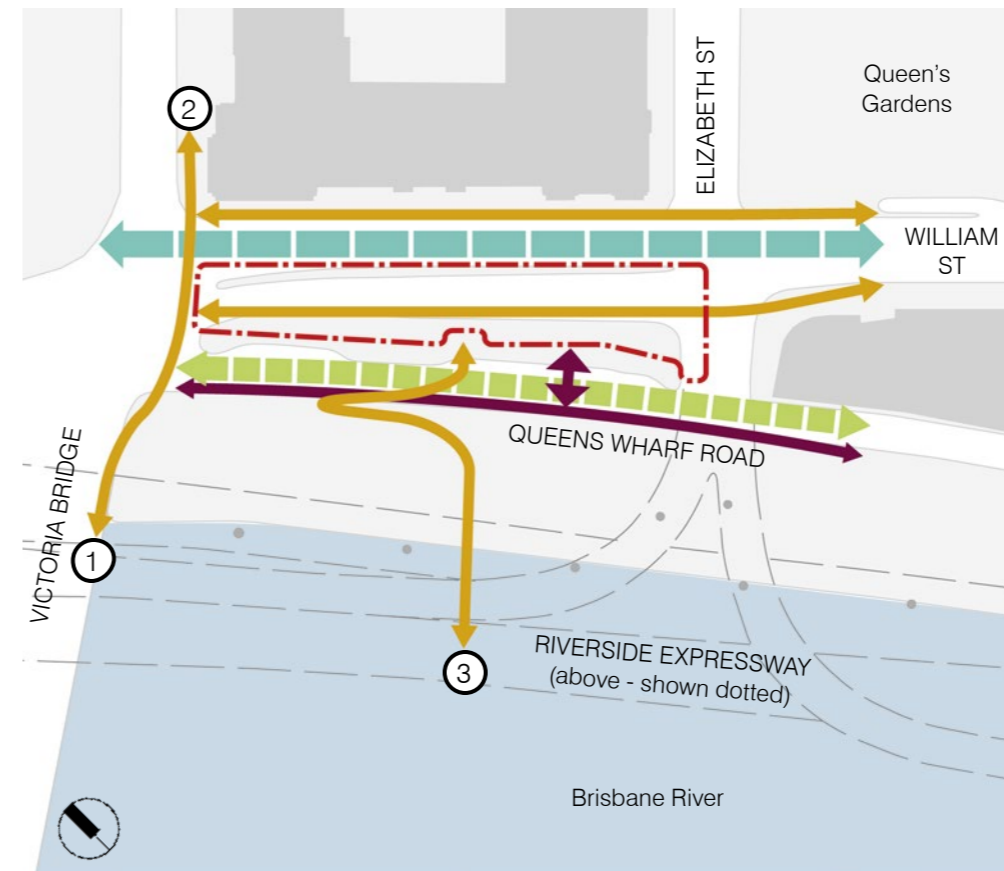 2
ELIZABETH ST
Queen's
Gardens
WILLIAM
ST
QUEENS WHARF ROAD
VICTORIA BRIDGE
1
3
RIVERSIDE EXPRESSWAY
(above - shown dotted)
Brisbane River